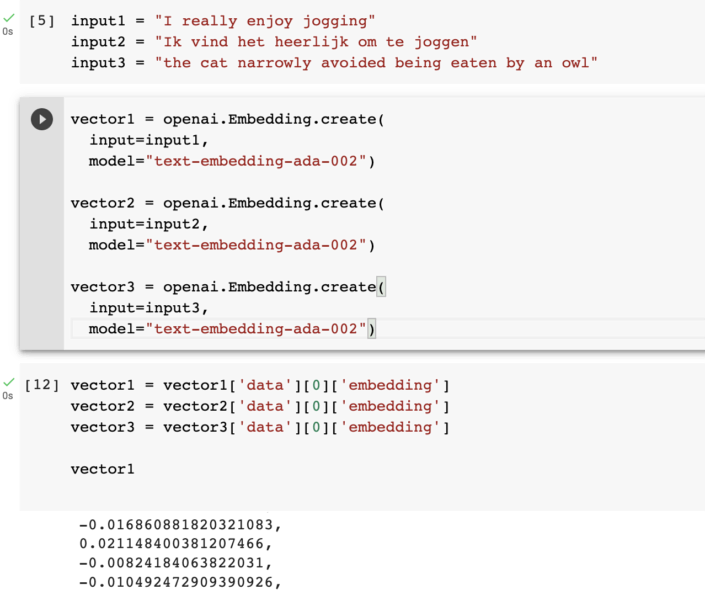 [5] input1 = "I really enjoy jogging"
0s input2 = "Ik vind het heerlijk om te joggen"
input3 = "the cat narrowly avoided being eaten by an owl"
vector1 = openai.Embedding.create(
input=input1,
model="text-embedding-ada-002")
vector2 = openai.Embedding.create(
input=input2,
model="text-embedding-ada-002")
vector3 = openai.Embedding.create(
input=input3,
model="text-embedding-ada-002")
[12] vector1 = vector1['data'][0]['embedding']
0s vector2 = vector2['data'][0]['embedding']
vector3 = vector3['data'][0]['embedding']
vector1
-0.016860881820321083,
0.021148400381207466,
-0.00824184063822031,
-0.010492472909390926,